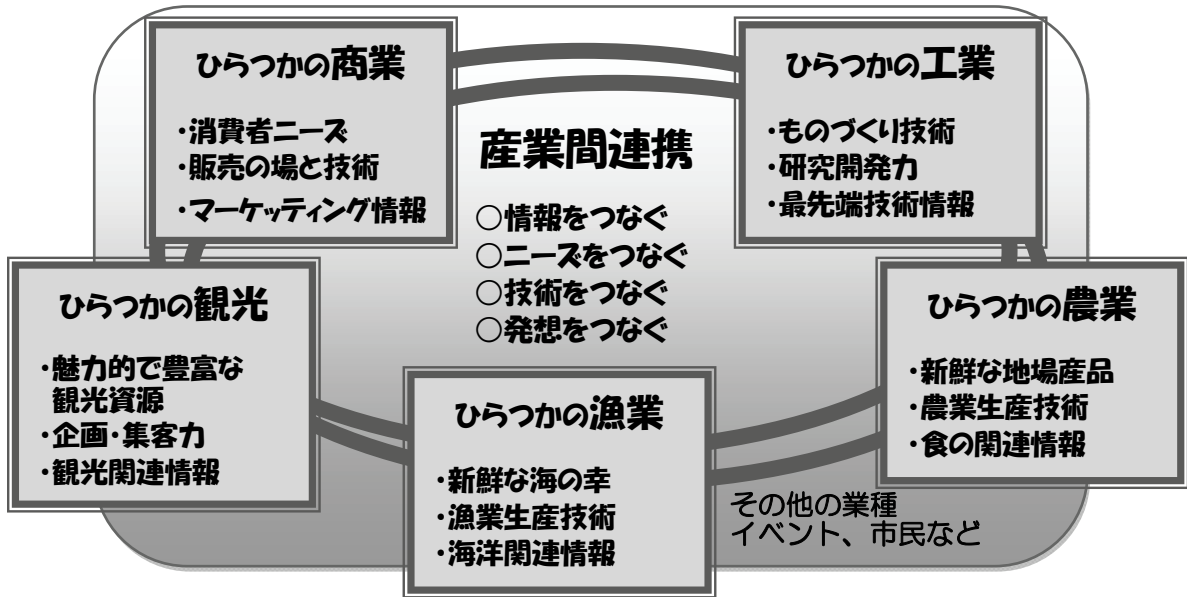 ひらつかの商業
・消費者ニーズ
・販売の場と技術
・マーケッティング情報
ひらつかの工業
・ものづくり技術
・研究開発力
・最先端技術情報
産業間連携
○情報をつなぐ
○ニーズをつなぐ
○技術をつなぐ
○発想をつなぐ
ひらつかの観光
・魅力的で豊富な
観光資源
・企画・集客力
・観光関連情報
ひらつかの漁業
・新鮮な海の幸
・漁業生産技術
・海洋関連情報
ひらつかの農業
・新鮮な地場産品
・農業生産技術
・食の関連情報
その他の業種
イベント、市民など